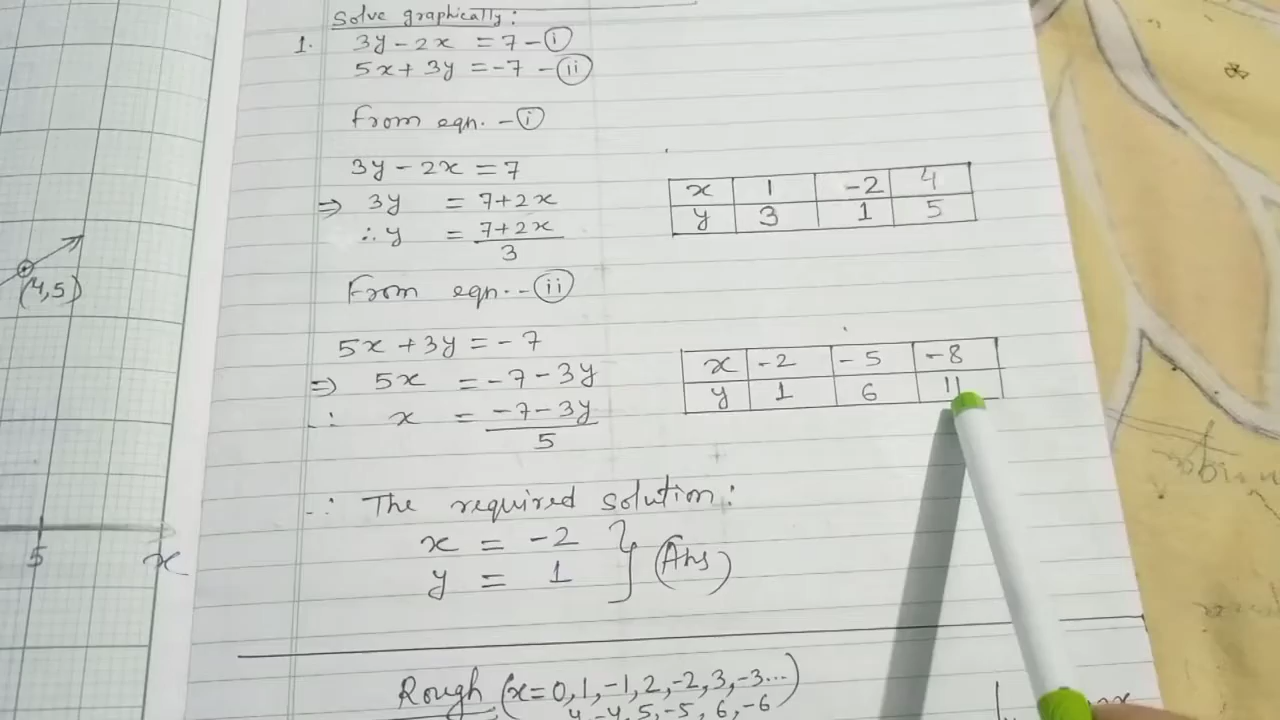 Solve graphically:
1. 3y - 2x = 7 - (i)
5x + 3y = -7 - (ii)
From eqn. - (i)
3y - 2x = 7
⇒ 3y = 7+2x
∴ y = 7+2x / 3
x 1 -2 4
y 3 1 5
From eqn. - (ii)
5x + 3y = -7
⇒ 5x = -7 - 3y
∴ x = -7 - 3y / 5
x -2 -5 -8
y 1 6 11
∴ The required solution:
x = -2
y = 1 } (Ans)
Rough (x=0,1,-1,2,-2,3,-3...)
4,-4,5,-5,6,-6
(4,5)
5 x